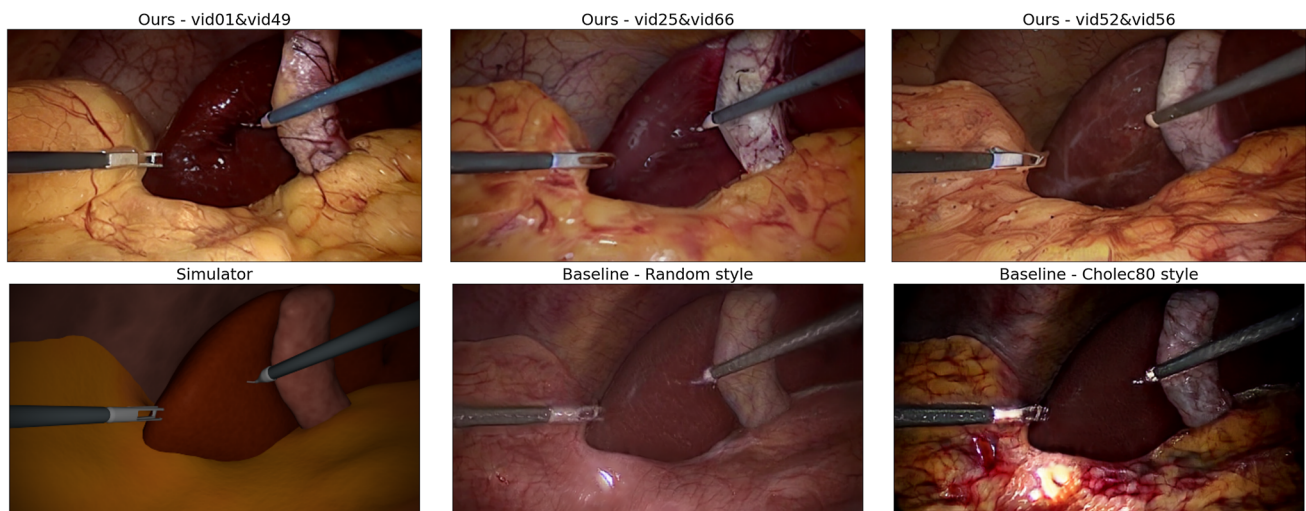 Ours - vid01&vid49
Ours - vid25&vid66
Ours - vid52&vid56
Simulator
Baseline - Random style
Baseline - Cholec80 style